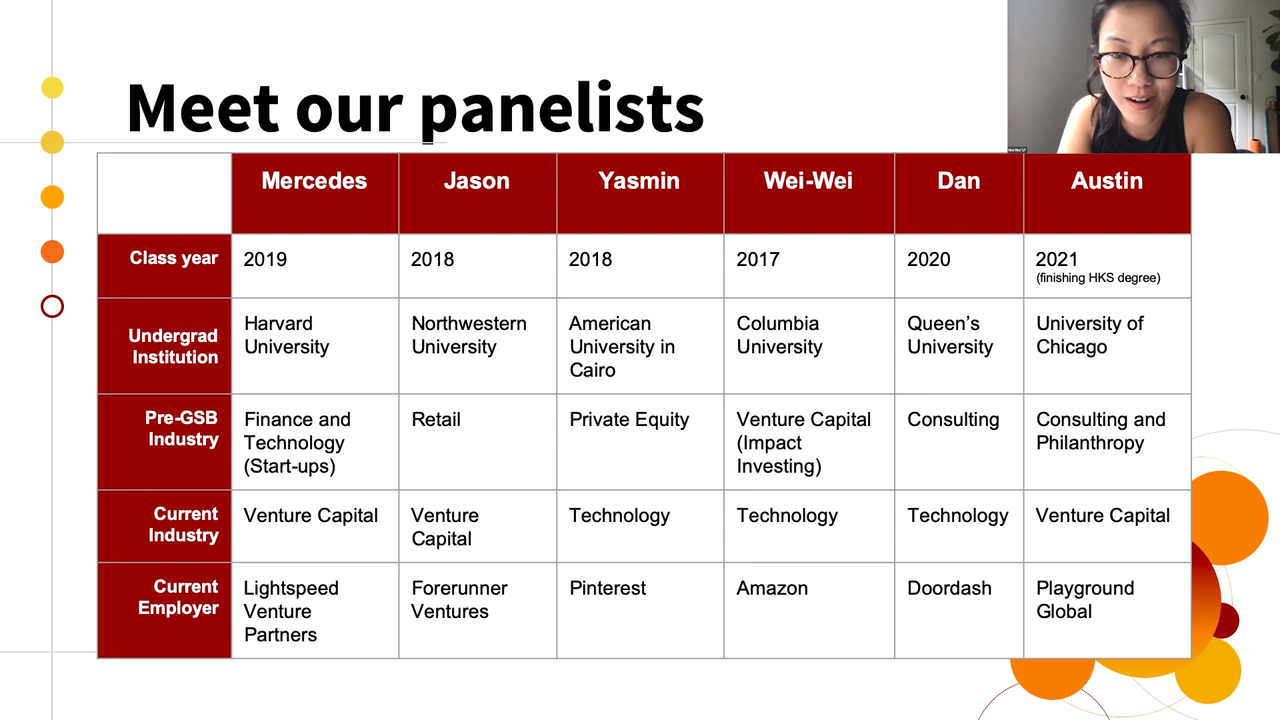 Meet our panelists
Mercedes
Jason
Yasmin
Wei-Wei
Dan
Austin
Class year
2019
2018
2018
2017
2020
2021
(finishing HKS degree)
Undergrad
Institution
Harvard
University
Northwestern
University
American
University in
Cairo
Columbia
University
Queen’s
University
University of
Chicago
Pre-GSB
Industry
Finance and
Technology
(Start-ups)
Retail
Private Equity
Venture Capital
(Impact
Investing)
Consulting
Consulting and
Philanthropy
Current
Industry
Venture Capital
Venture
Capital
Technology
Technology
Technology
Venture Capital
Current
Employer
Lightspeed
Venture
Partners
Forerunner
Ventures
Pinterest
Amazon
Doordash
Playground
Global